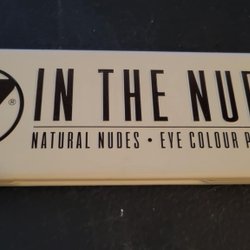 IN THE NU
NATURAL NUDES • EYE COLOUR P
®